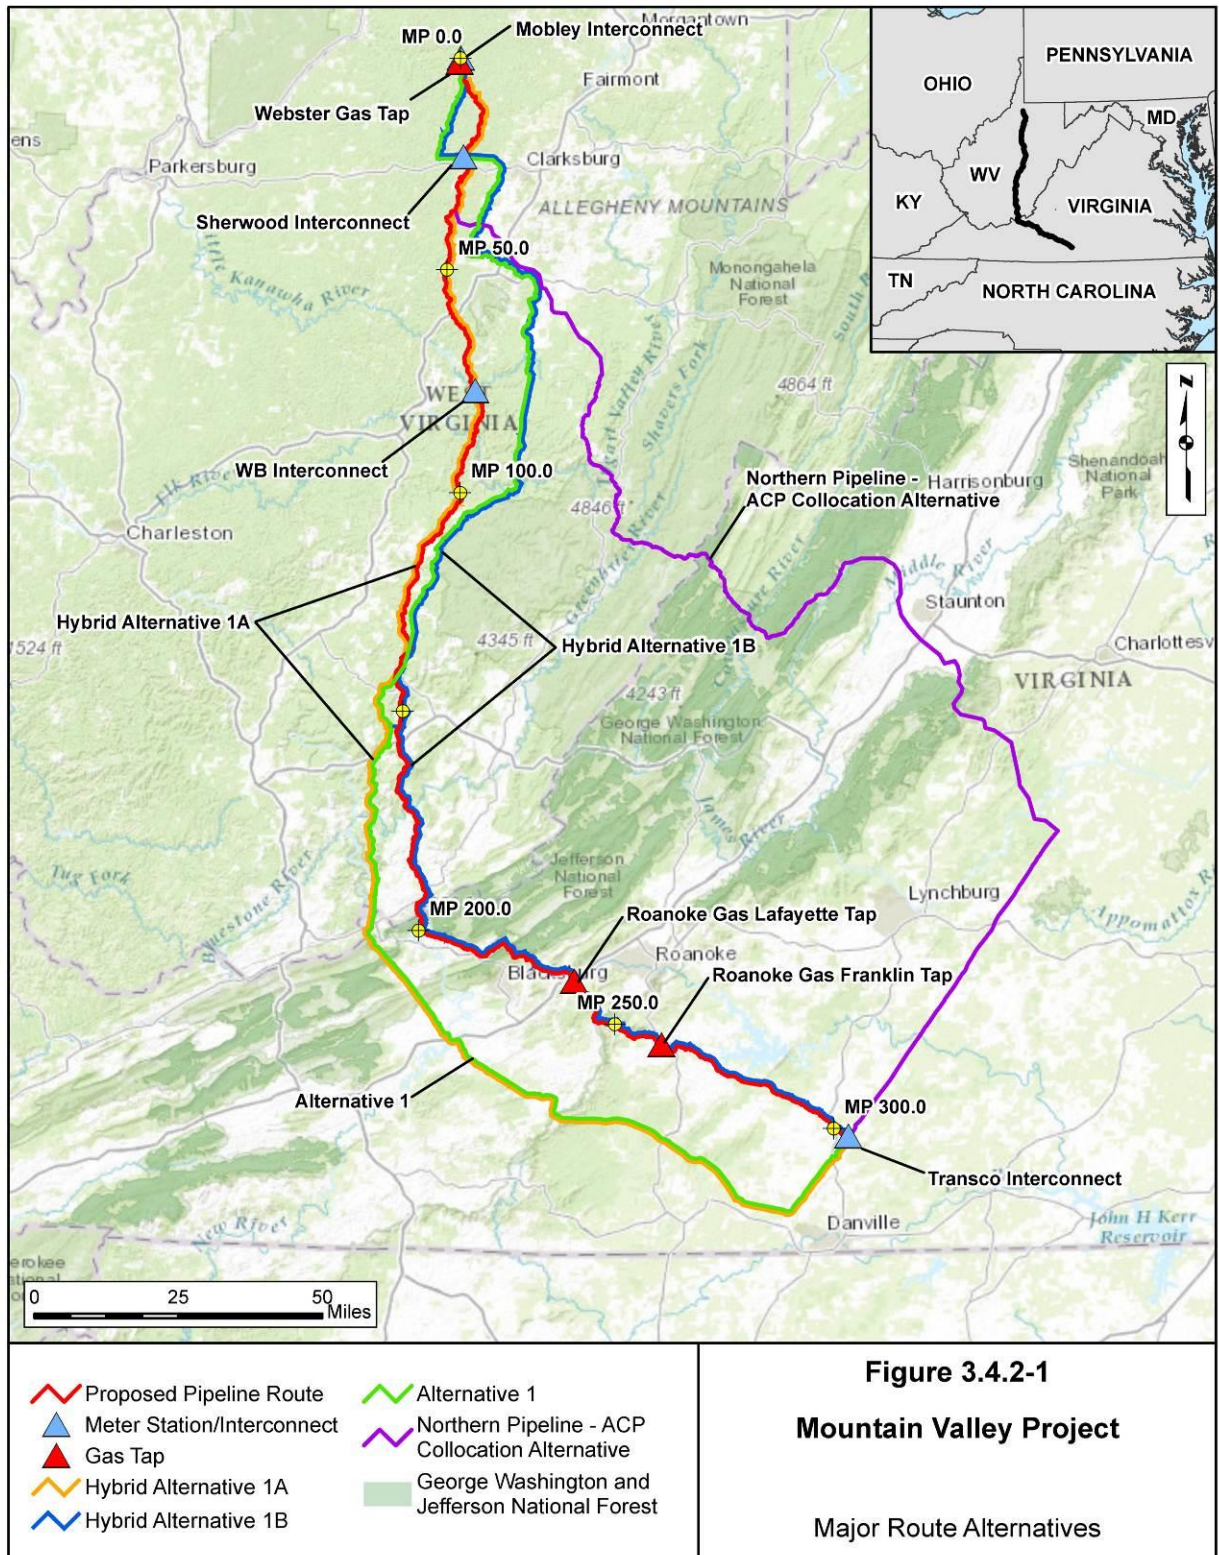 Morgantown
MP 0.0
Mobley Interconnect
Fairmont
Webster Gas Tap
ens
Parkersburg
Clarksburg
Sherwood Interconnect
ALLEGHENY MOUNTAINS
MP 50.0
Little Kanawha River
Monongahela
National
Forest
4864 ft
WEST
VIRGINIA
WB Interconnect
MP 100.0
Elk River
Shavers Fork
4846 ft
Northern Pipeline -
ACP Collocation Alternative
Harrisonburg
Shenandoah
National
Park
Charleston
Greenbrier River
Middle River
Staunton
Hybrid Alternative 1A
1524 ft
4345 ft
Hybrid Alternative 1B
Charlottesv
VIRGINIA
4243 ft
George Washington
National Forest
James
River
Jefferson
National
Forest
Tug Fork
Bluestone River
Lynchburg
Appomattox
MP 200.0
Roanoke Gas Lafayette Tap
Roanoke
Blacksburg
Roanoke Gas Franklin Tap
MP 250.0
Alternative 1
MP 300.0
Transco Interconnect
New River
Danville
John H Kerr
Reservoir
erokee
0 25 50
Miles
PENNSYLVANIA
OHIO
MD
WV
KY
VIRGINIA
TN
NORTH CAROLINA
N
Proposed Pipeline Route
Meter Station/Interconnect
Gas Tap
Hybrid Alternative 1A
Hybrid Alternative 1B
Alternative 1
Northern Pipeline - ACP
Collocation Alternative
George Washington and
Jefferson National Forest
Figure 3.4.2-1
Mountain Valley Project
Major Route Alternatives